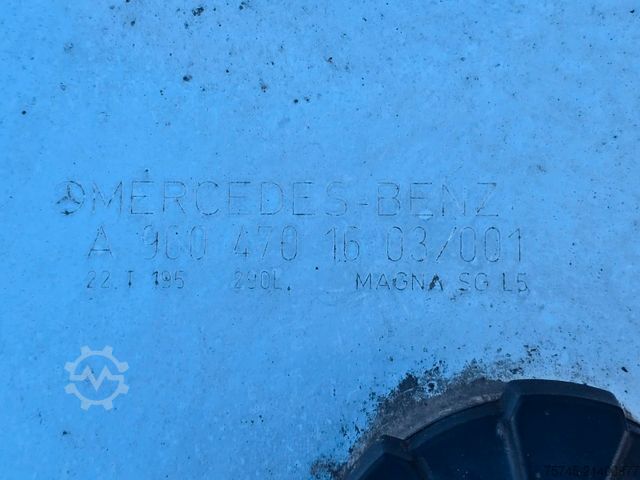 MERCEDES-BENZ
A 960 470 16 03/001
22.T 195 290L. MAGNA SG L5